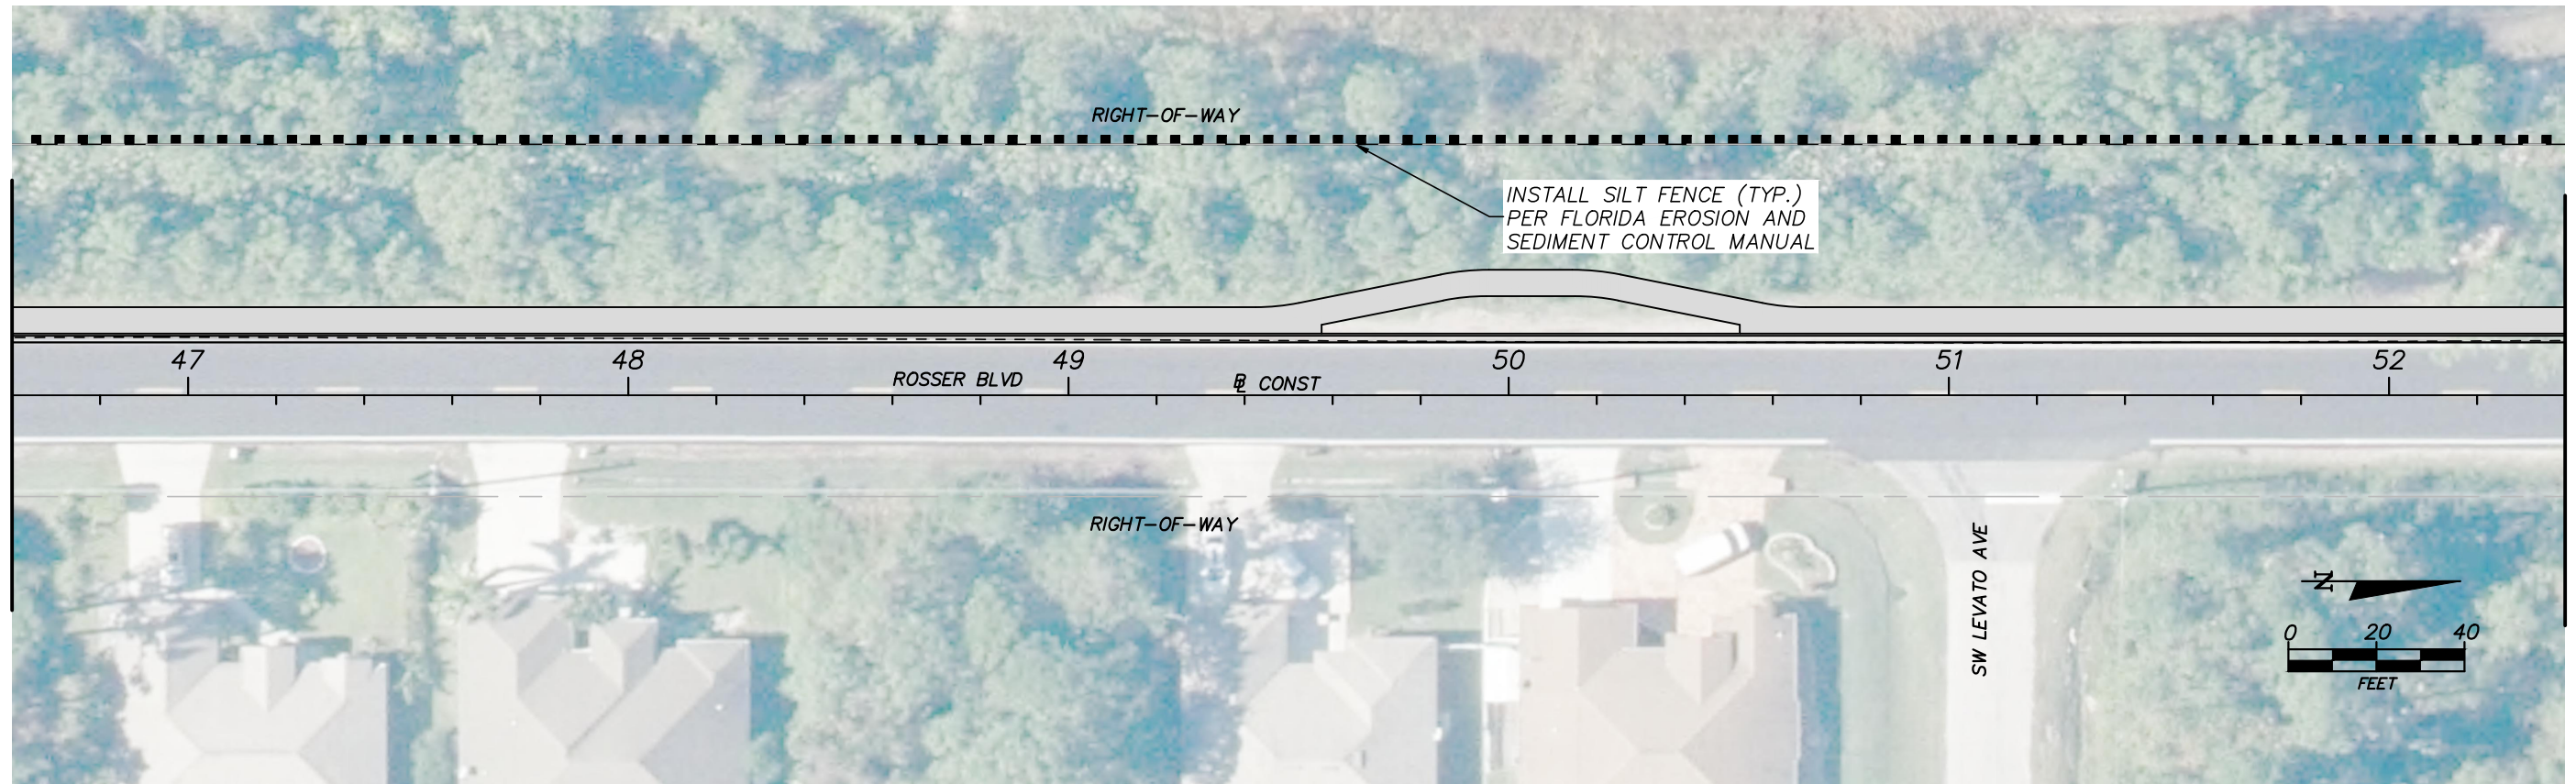 RIGHT-OF-WAY
INSTALL SILT FENCE (TYP.)
PER FLORIDA EROSION AND
SEDIMENT CONTROL MANUAL
47 48 49 50 51 52
ROSSER BLVD
℄ CONST
RIGHT-OF-WAY
SW LEVATO AVE
N
0 20 40
FEET